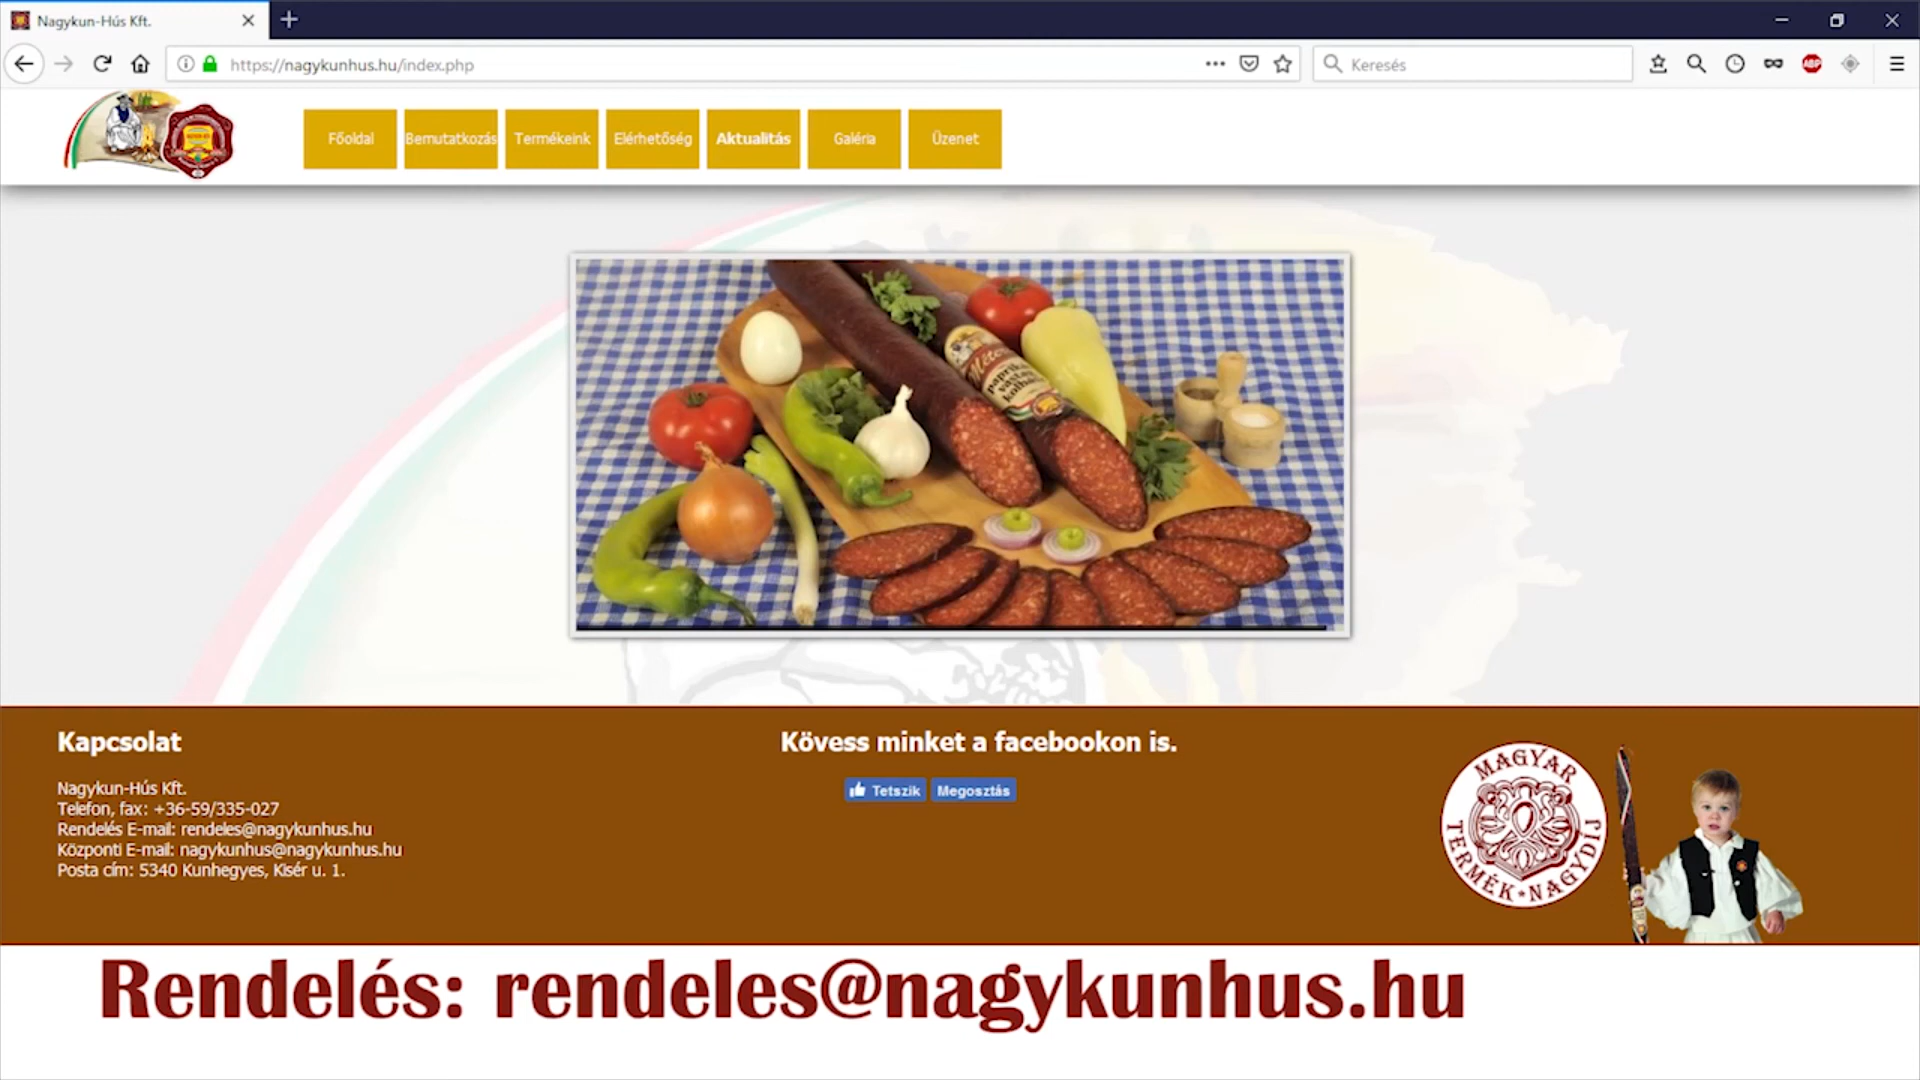 Nagykun-Hús Kft.
https://nagykunhus.hu/index.php
Keresés
ABP
Főoldal
Bemutatkozás
Termékeink
Elérhetőség
Aktualitás
Galéria
Üzenet
Kapcsolat
Nagykun-Hús Kft.
Telefon, fax: +36-59/335-027
Rendelés E-mail: rendeles@nagykunhus.hu
Központi E-mail: nagykunhus@nagykunhus.hu
Posta cím: 5340 Kunhegyes, Kisér u. 1.
Kövess minket a facebookon is.
Tetszik
Megosztás
MAGYAR
TERMÉK * NAGYDÍJ
Rendelés: rendeles@nagykunhus.hu